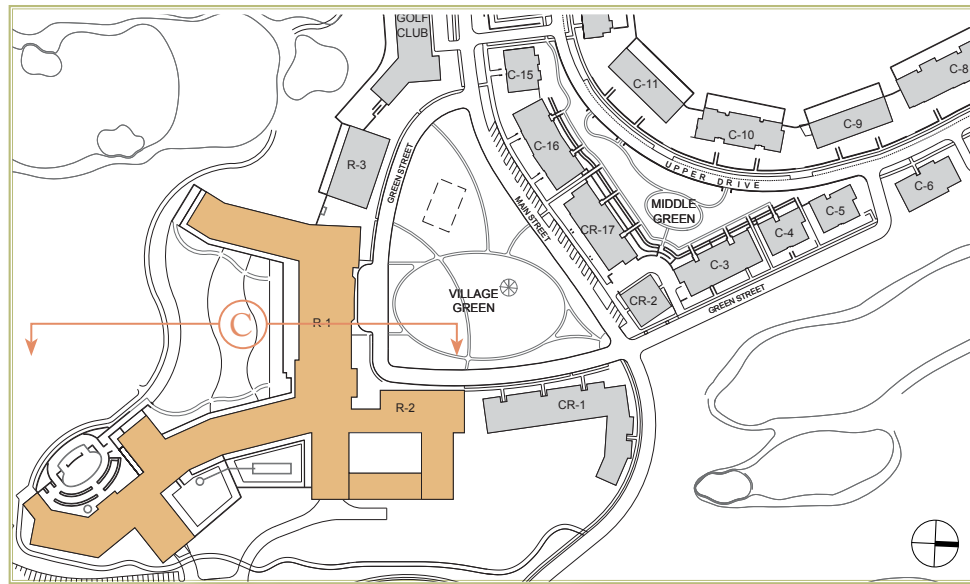 GOLF
CLUB
C-15
C-11
C-8
C-10
C-9
C-16
R-3
GREEN STREET
UPPER DRIVE
C-6
MAIN STREET
MIDDLE
GREEN
C-5
CR-17
C-4
C-3
VILLAGE
GREEN
CR-2
GREEN STREET
C
R-1
R-2
CR-1